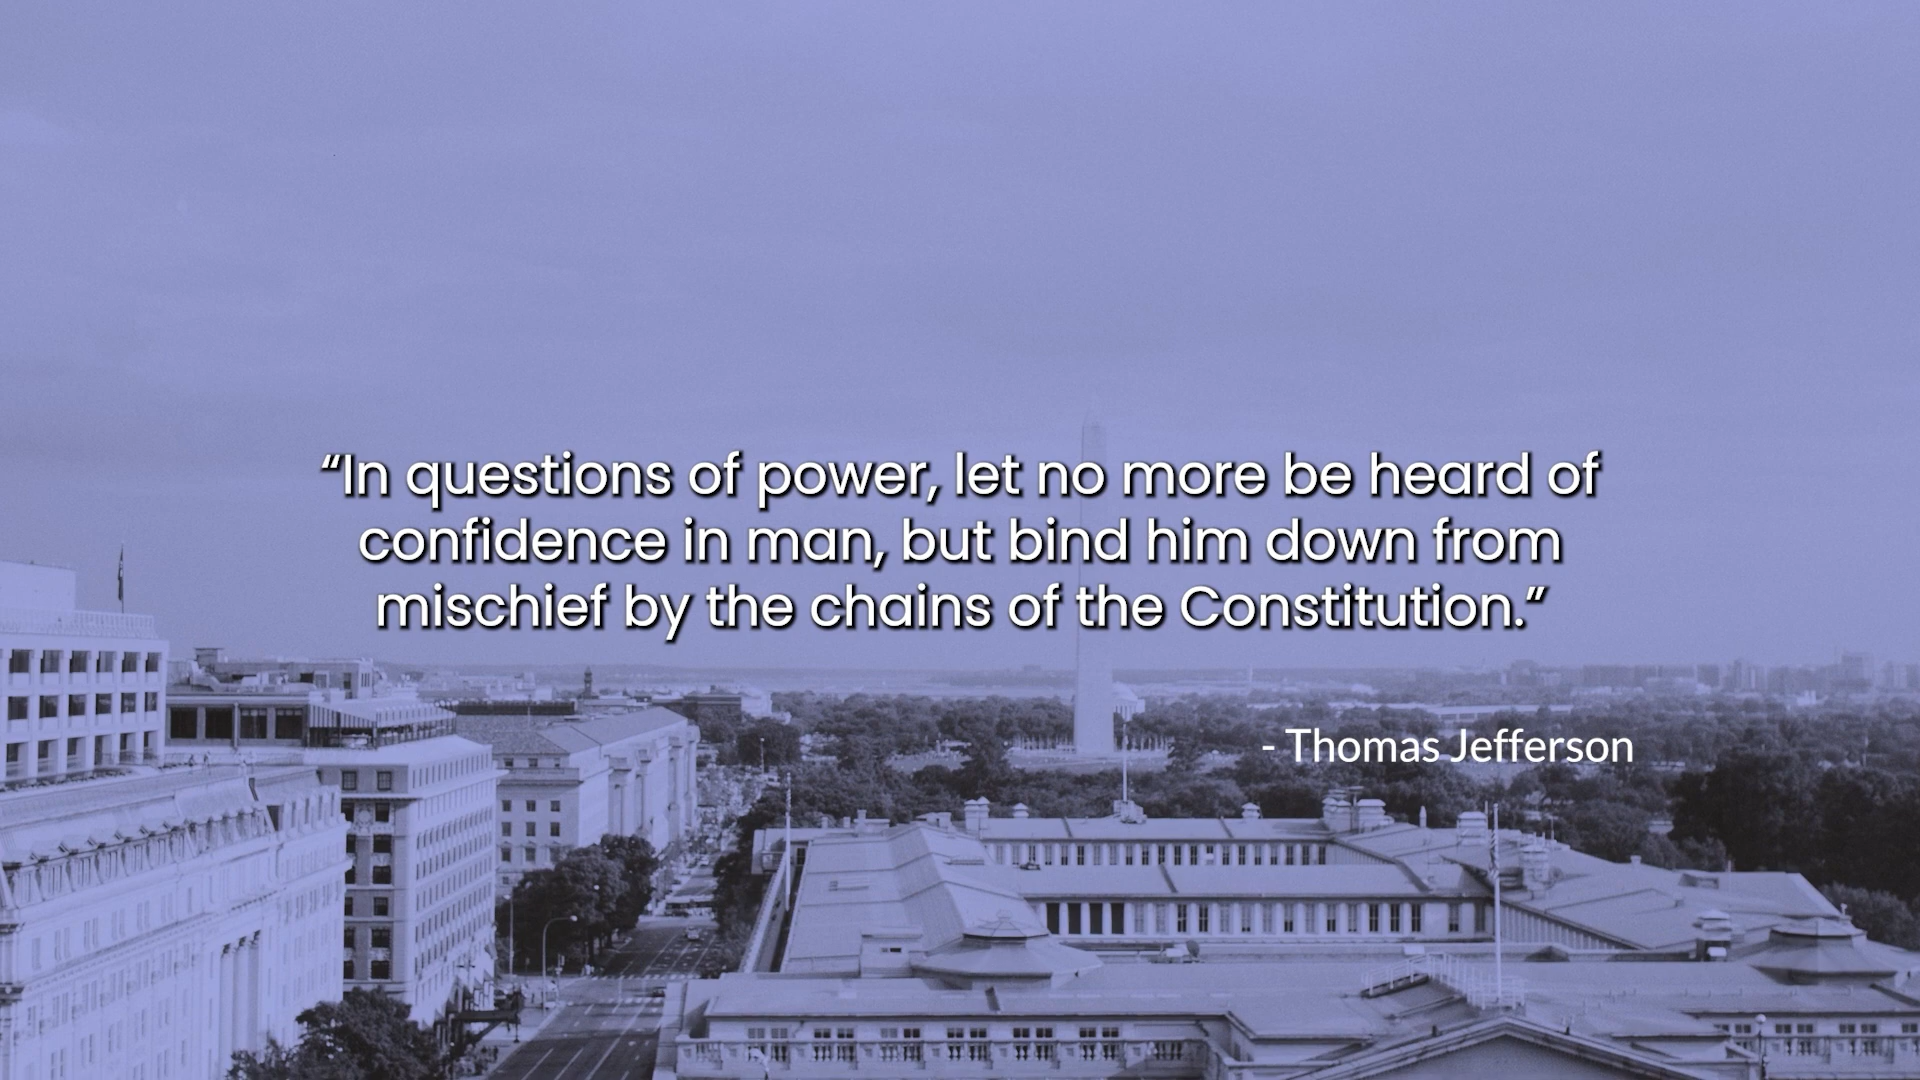 “In questions of power, let no more be heard of
confidence in man, but bind him down from
mischief by the chains of the Constitution.”
- Thomas Jefferson